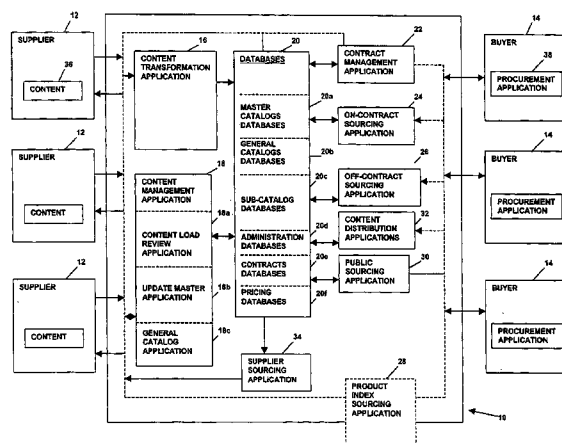 12
SUPPLIER
36
CONTENT
12
SUPPLIER
CONTENT
12
SUPPLIER
CONTENT
16
CONTENT
TRANSFORMATION
APPLICATION
18
CONTENT
MANAGEMENT
APPLICATION
18a
CONTENT LOAD
REVIEW
APPLICATION
UPDATE MASTER
APPLICATION
18b
GENERAL
CATALOG
APPLICATION
18c
20
DATABASES
20a
MASTER
CATALOGS
DATABASES
GENERAL
CATALOGS
DATABASES
20b
20c
SUB-CATALOG
DATABASES
20d
ADMINISTRATION
DATABASES
CONTRACTS
DATABASES
20e
PRICING
DATABASES
20f
34
SUPPLIER
SOURCING
APPLICATION
22
CONTRACT
MANAGEMENT
APPLICATION
24
ON-CONTRACT
SOURCING
APPLICATION
26
OFF-CONTRACT
SOURCING
APPLICATION
32
CONTENT
DISTRIBUTION
APPLICATIONS
PUBLIC
SOURCING
APPLICATION
30
28
PRODUCT
INDEX
SOURCING
APPLICATION
14
BUYER
38
PROCUREMENT
APPLICATION
14
BUYER
PROCUREMENT
APPLICATION
14
BUYER
PROCUREMENT
APPLICATION
10